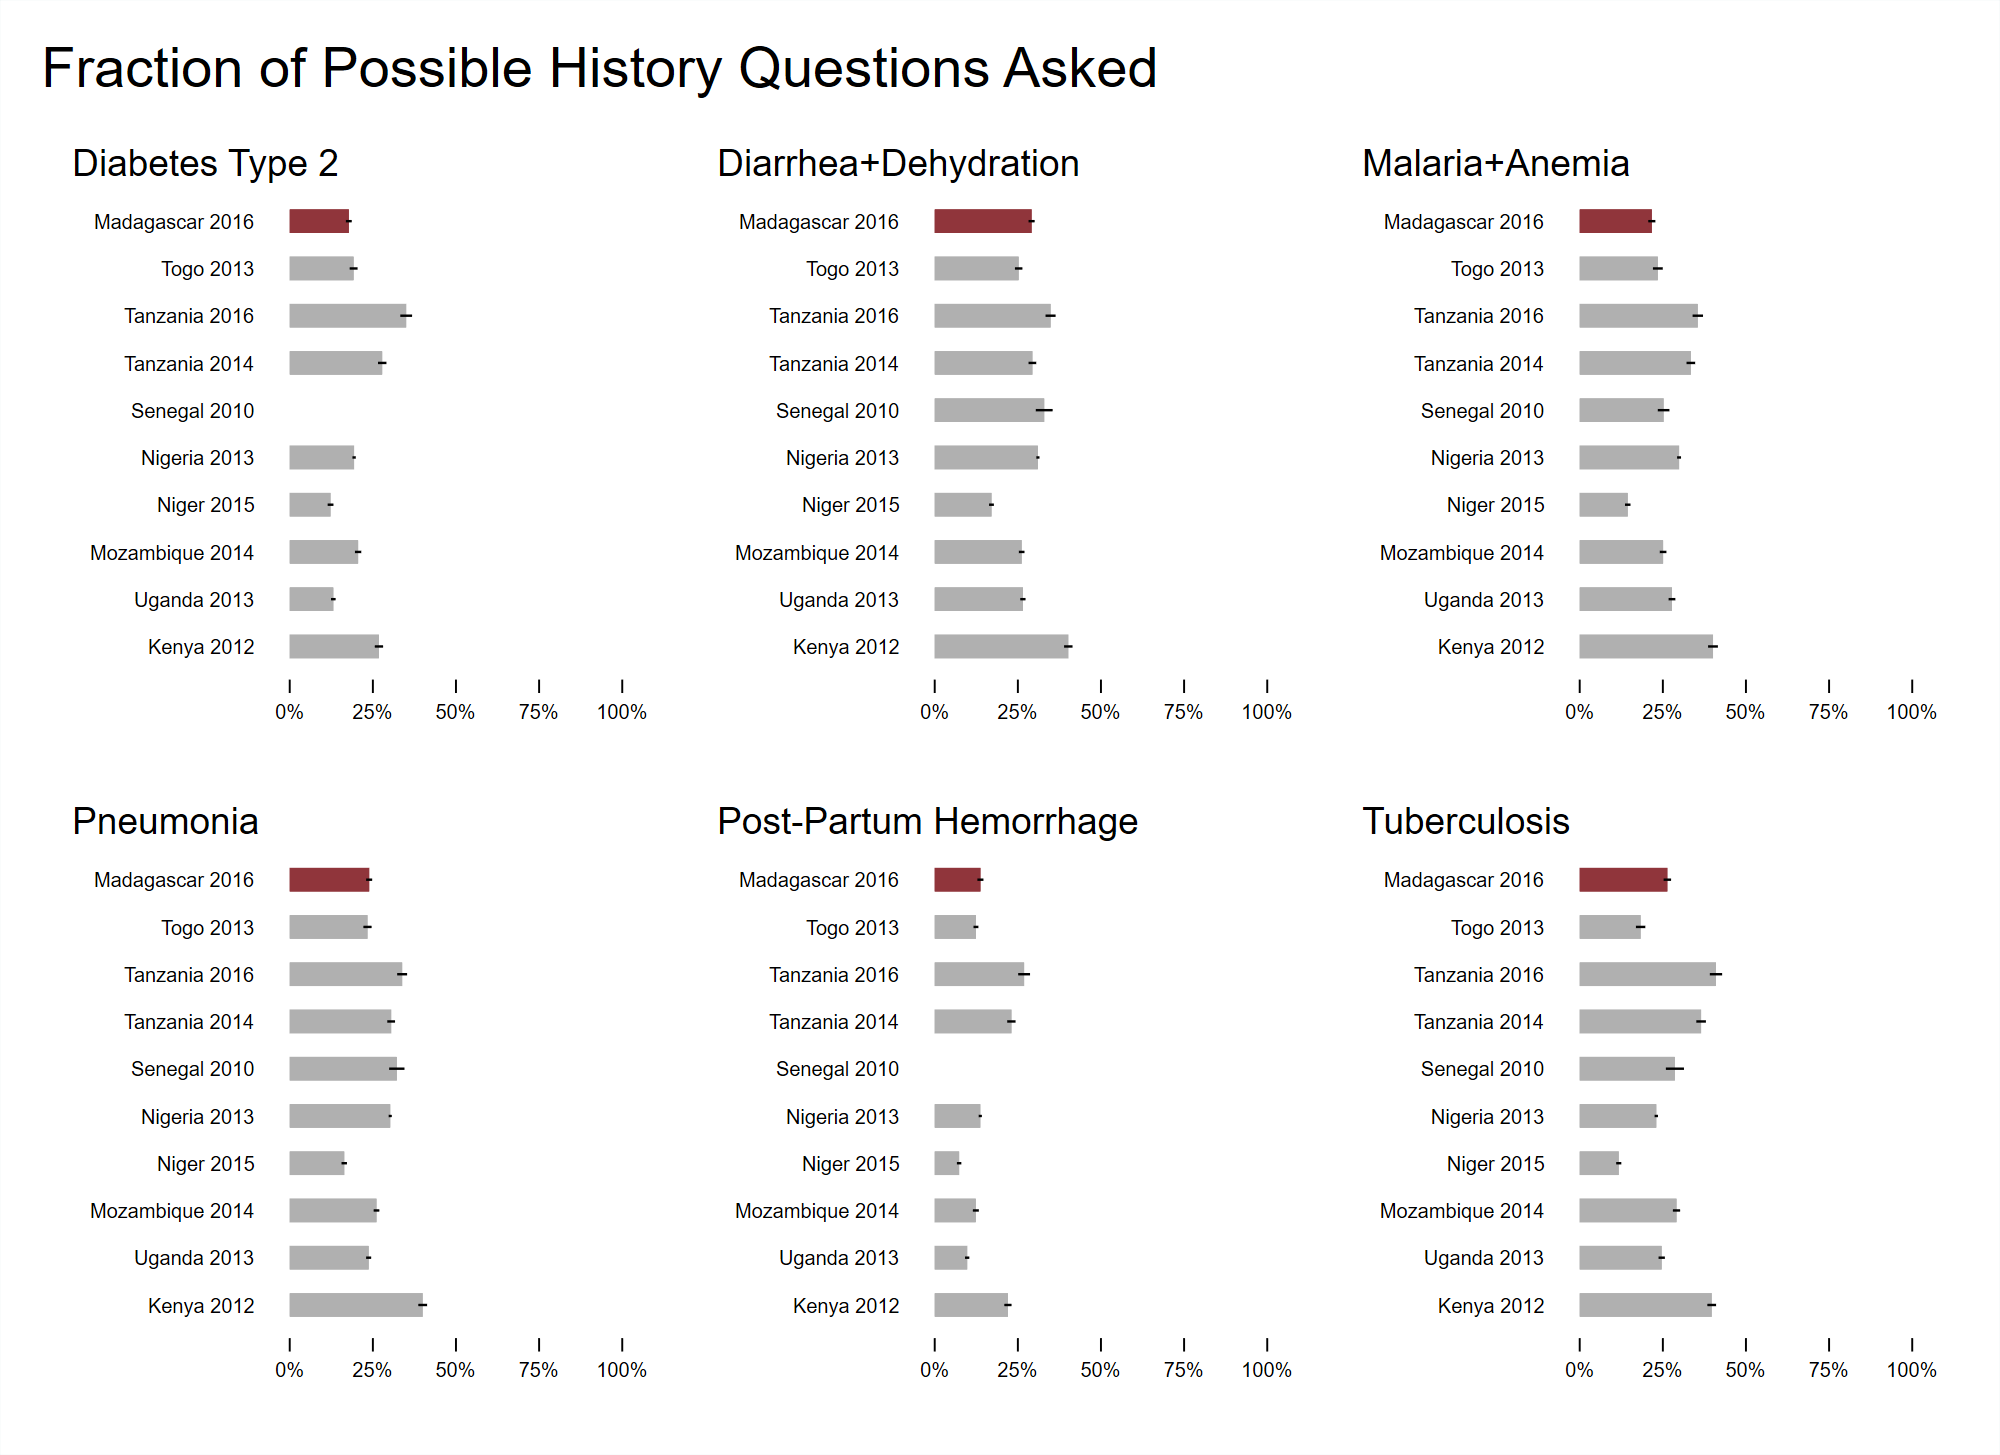 Fraction of Possible History Questions Asked
Diabetes Type 2
Madagascar 2016
Togo 2013
Tanzania 2016
Tanzania 2014
Senegal 2010
Nigeria 2013
Niger 2015
Mozambique 2014
Uganda 2013
Kenya 2012
0% 25% 50% 75% 100%
Diarrhea+Dehydration
Madagascar 2016
Togo 2013
Tanzania 2016
Tanzania 2014
Senegal 2010
Nigeria 2013
Niger 2015
Mozambique 2014
Uganda 2013
Kenya 2012
0% 25% 50% 75% 100%
Malaria+Anemia
Madagascar 2016
Togo 2013
Tanzania 2016
Tanzania 2014
Senegal 2010
Nigeria 2013
Niger 2015
Mozambique 2014
Uganda 2013
Kenya 2012
0% 25% 50% 75% 100%
Pneumonia
Madagascar 2016
Togo 2013
Tanzania 2016
Tanzania 2014
Senegal 2010
Nigeria 2013
Niger 2015
Mozambique 2014
Uganda 2013
Kenya 2012
0% 25% 50% 75% 100%
Post-Partum Hemorrhage
Madagascar 2016
Togo 2013
Tanzania 2016
Tanzania 2014
Senegal 2010
Nigeria 2013
Niger 2015
Mozambique 2014
Uganda 2013
Kenya 2012
0% 25% 50% 75% 100%
Tuberculosis
Madagascar 2016
Togo 2013
Tanzania 2016
Tanzania 2014
Senegal 2010
Nigeria 2013
Niger 2015
Mozambique 2014
Uganda 2013
Kenya 2012
0% 25% 50% 75% 100%